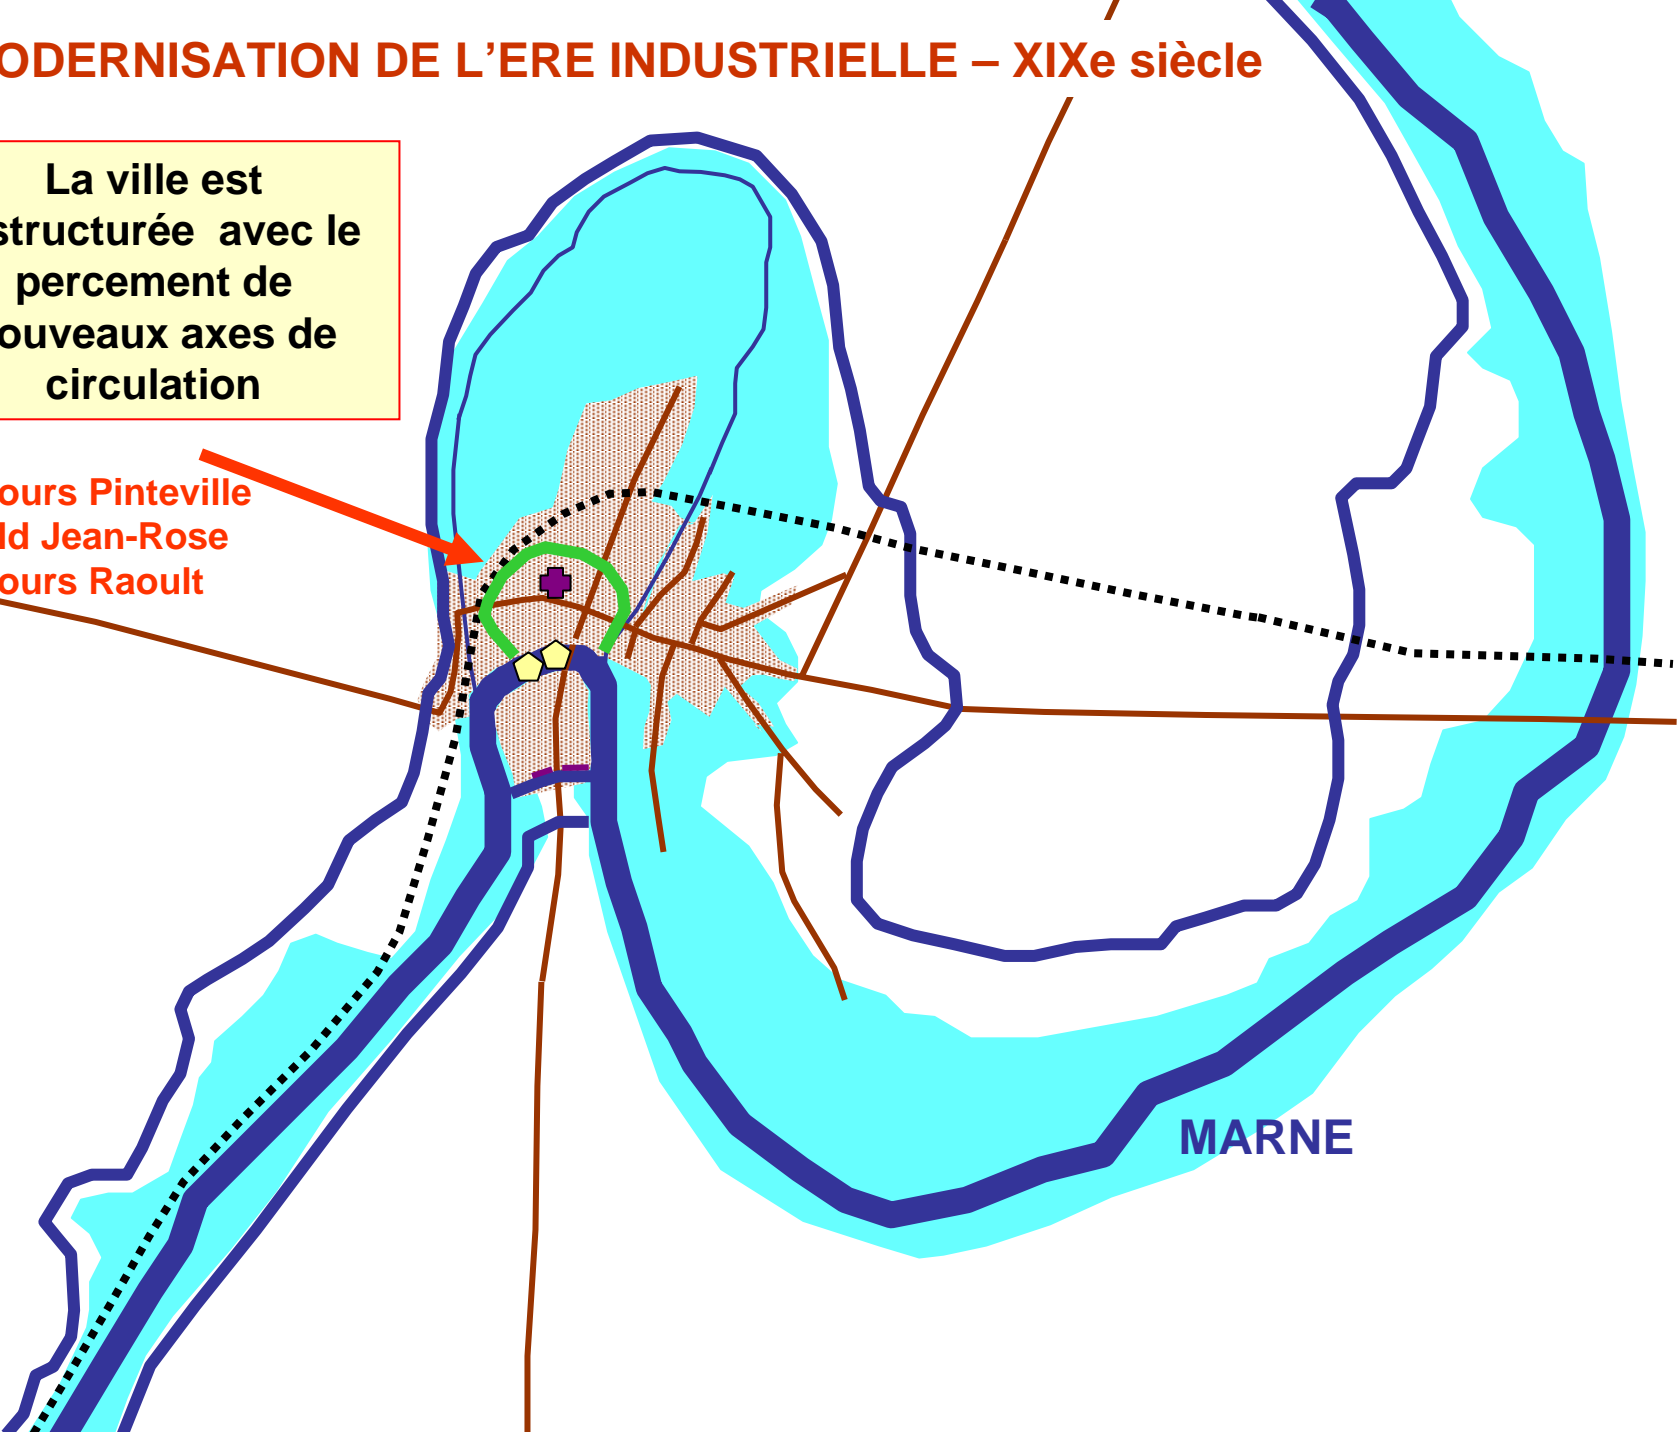 ODERNISATION DE L’ERE INDUSTRIELLE – XIXe siècle
La ville est
structurée avec le
percement de
ouveaux axes de
circulation
ours Pinteville
ld Jean-Rose
ours Raoult
MARNE